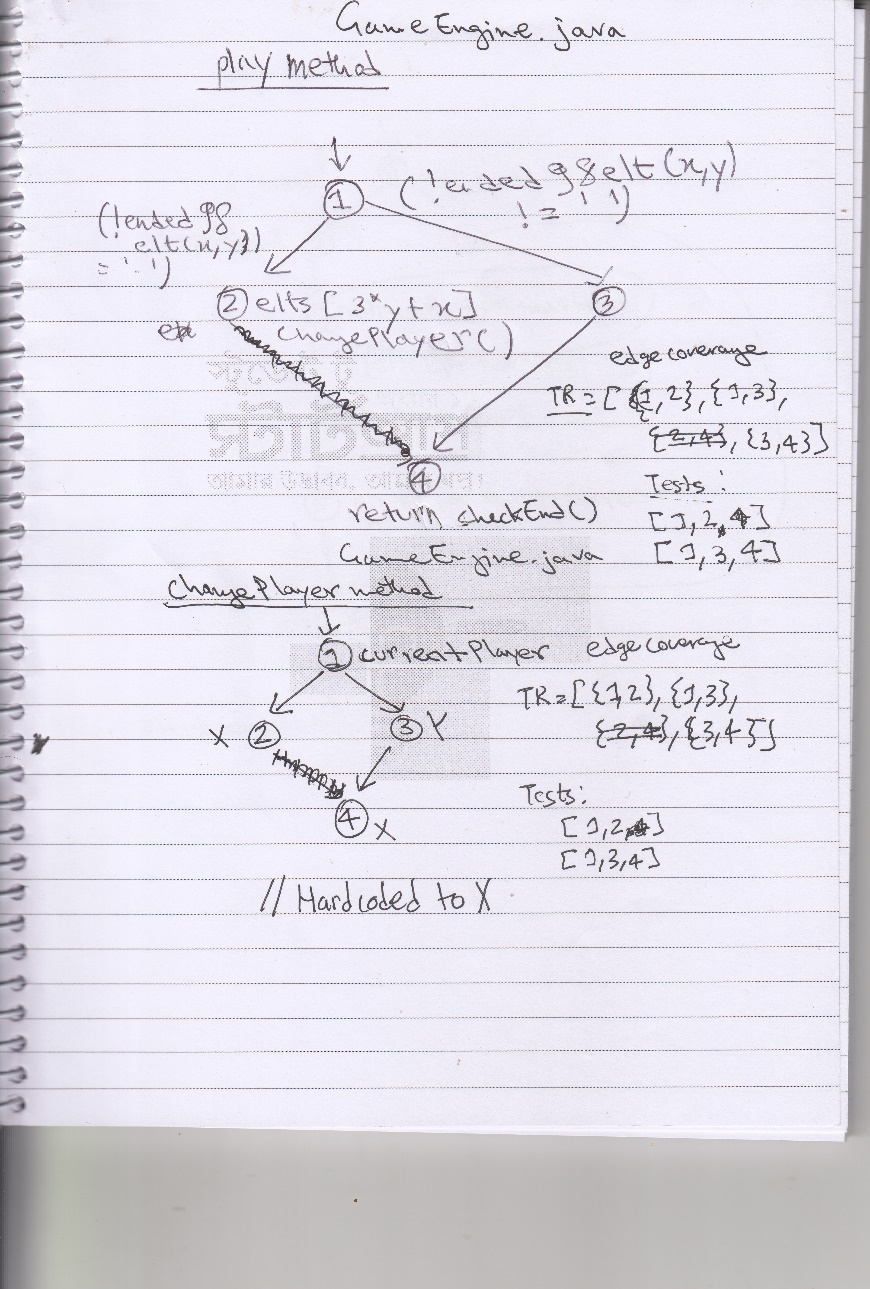 GameEngine.java
play method
1
(!ended && elt(x,y)
!= ' ')
(!ended &&
elt(x,y))
= ' ')
2 elts [3*y+x]
changePlayer()
3
edge coverage
TR = [{1,2},{1,3},
{2,4},{3,4}]
4
return checkEnd()
Tests:
[1,2,4]
[1,3,4]
GameEngine.java
changePlayer method
1 currentPlayer
edge coverage
TR=[{1,2},{1,3},
{2,4},{3,4}]
X 2
3 Y
4 X
Tests:
[1,2,4]
[1,3,4]
// Hardcoded to X